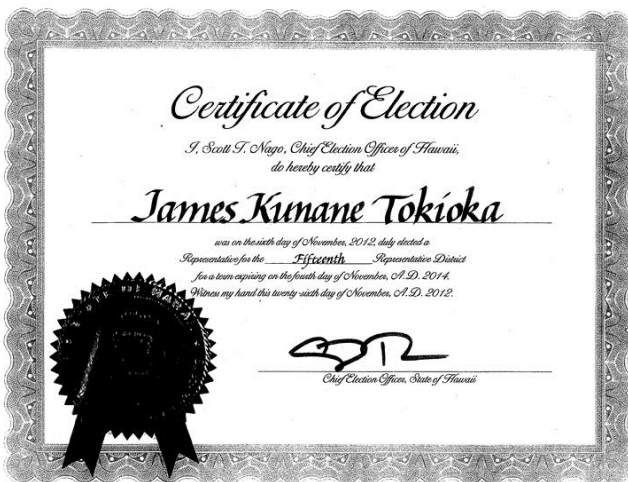 Certificate of Election
I, Scott T. Nago, Chief Election Officer of Hawaii,
do hereby certify that
James Kunane Tokioka
was on the sixth day of November, 2012, duly elected a
Representative for the Fifteenth Representative District
for a term expiring on the fourth day of November, A.D. 2014.
Witness my hand this twenty-sixth day of November, A.D. 2012.
Chief Election Officer, State of Hawaii